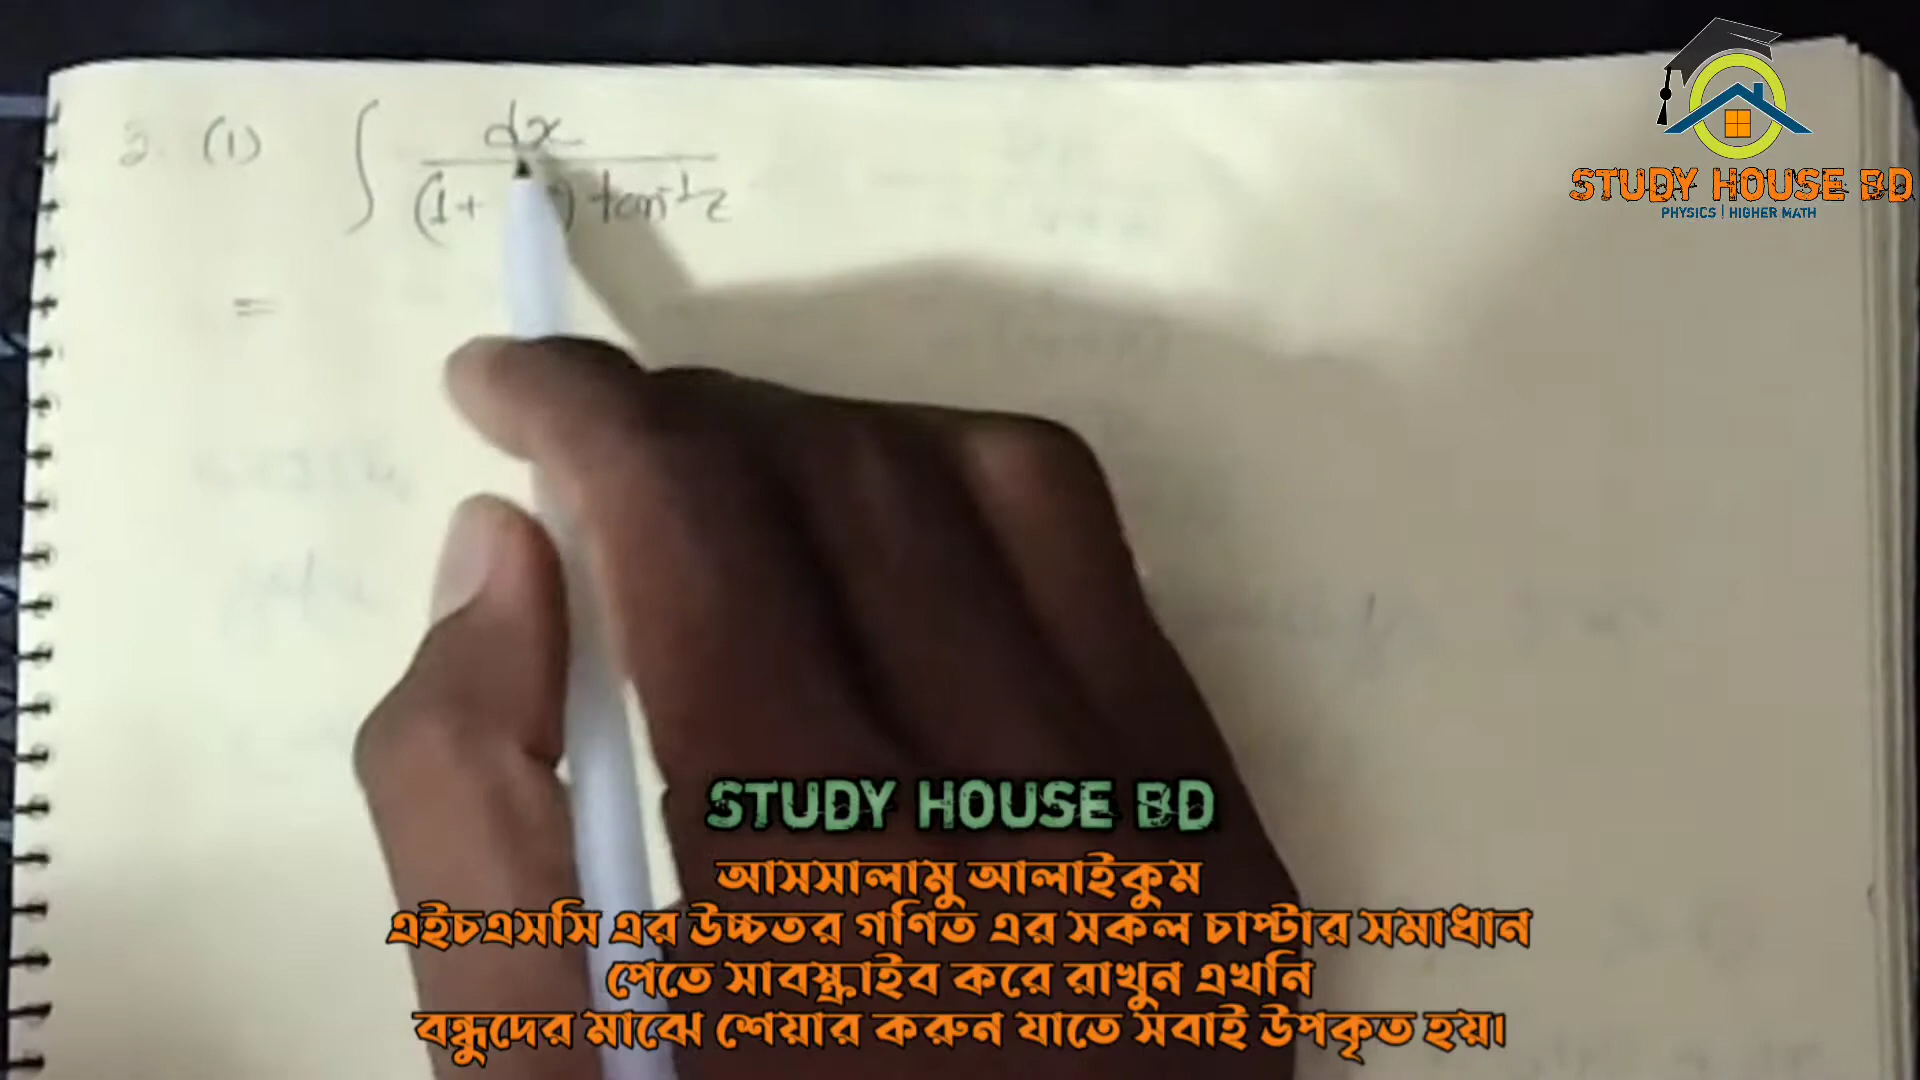 STUDY HOUSE BD
PHYSICS | HIGHER MATH
2. (1) ∫ dx / (1+ ) tan⁻¹x
=
STUDY HOUSE BD
আসসালামু আলাইকুম
এইচএসসি এর উচ্চতর গণিত এর সকল চাপ্টার সমাধান
পেতে সাবস্ক্রাইব করে রাখুন এখনি
বন্ধুদের মাঝে শেয়ার করুন যাতে সবাই উপকৃত হয়।